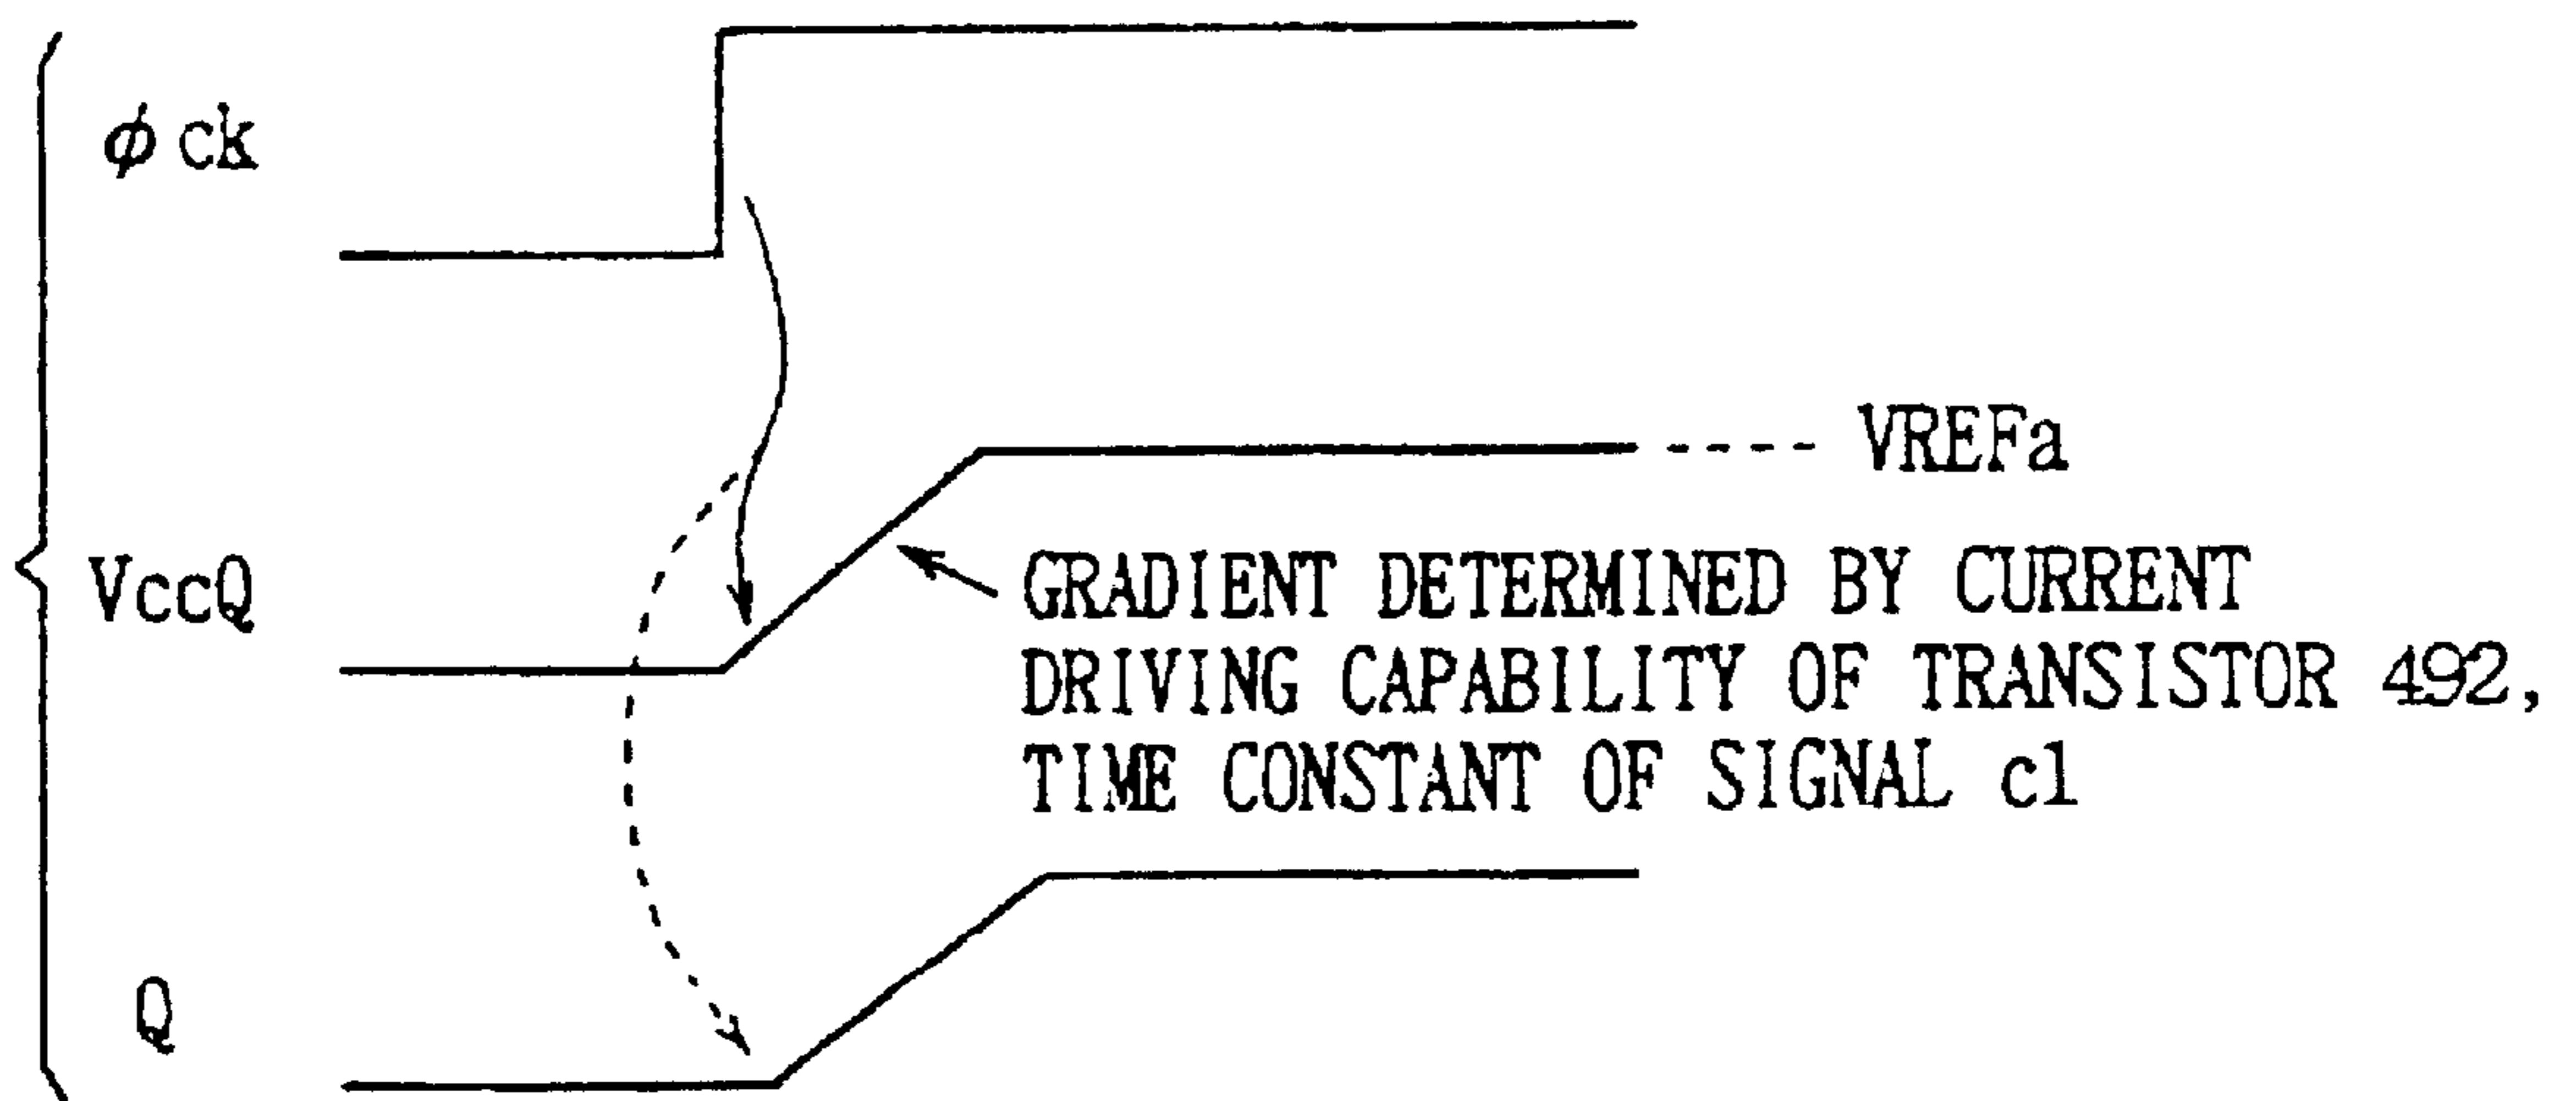 φck
VREFa
VccQ
GRADIENT DETERMINED BY CURRENT
DRIVING CAPABILITY OF TRANSISTOR 492,
TIME CONSTANT OF SIGNAL c1
Q